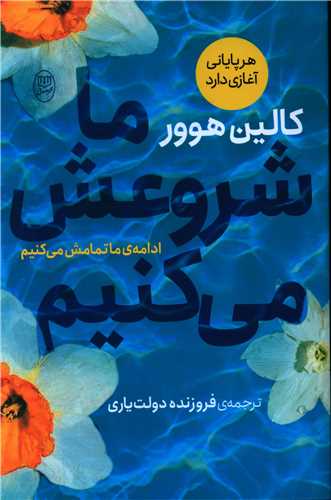 هر پایانی
آغازی دارد
کالین هوور
ما
شروعش
ادامه‌ی ما تمامش می‌کنیم
می‌کنیم
ترجمه‌ی فروزنده دولت‌یاری